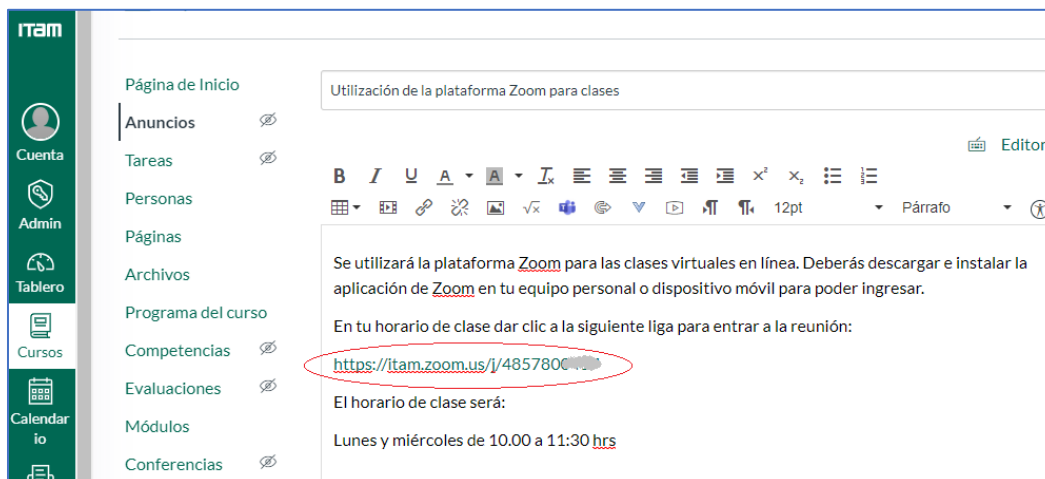 ITAM
Cuenta
Admin
Tablero
Cursos
Calendar
io
Página de Inicio
Anuncios
Tareas
Personas
Páginas
Archivos
Programa del curso
Competencias
Evaluaciones
Módulos
Conferencias
Utilización de la plataforma Zoom para clases
Editor
B I U A A Tx x² x₂
√x 12pt Párrafo
Se utilizará la plataforma Zoom para las clases virtuales en línea. Deberás descargar e instalar la
aplicación de Zoom en tu equipo personal o dispositivo móvil para poder ingresar.
En tu horario de clase dar clic a la siguiente liga para entrar a la reunión:
https://itam.zoom.us/j/485780
El horario de clase será:
Lunes y miércoles de 10.00 a 11:30 hrs